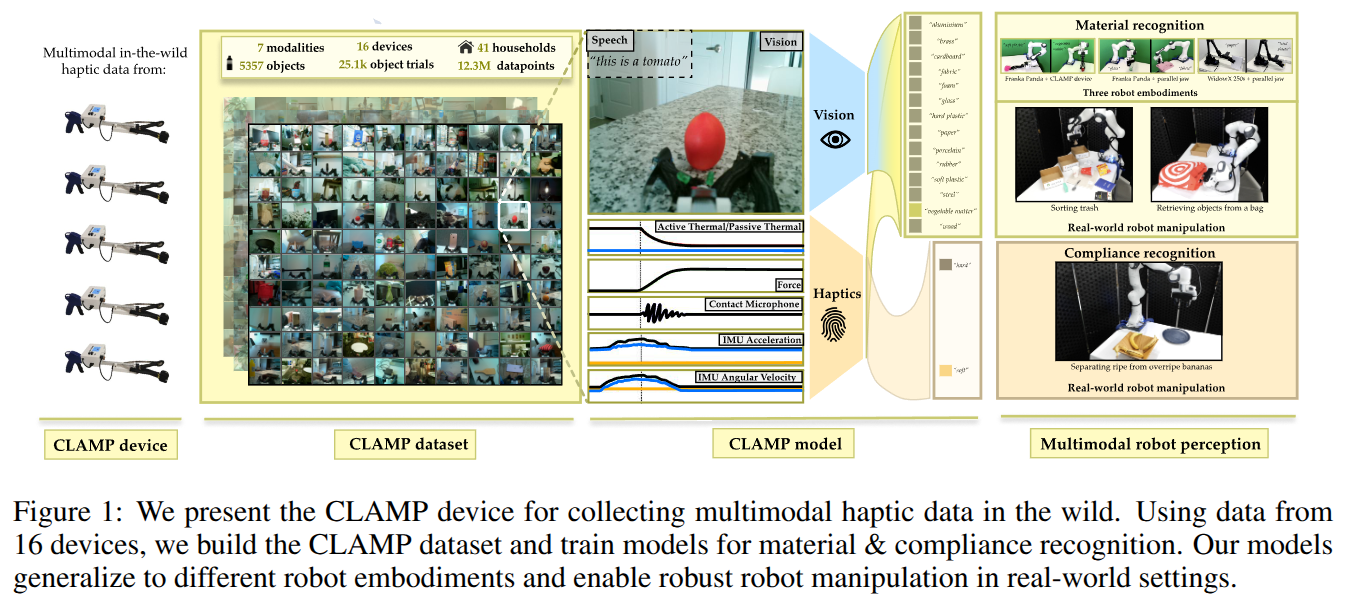 Multimodal in-the-wild
haptic data from:
7 modalities
16 devices
41 households
5357 objects
25.1k object trials
12.3M datapoints
Speech
"this is a tomato"
Vision
Active Thermal/Passive Thermal
Force
Contact Microphone
IMU Acceleration
IMU Angular Velocity
Vision
Haptics
"aluminium"
"brass"
"cardboard"
"fabric"
"foam"
"glass"
"hard plastic"
"paper"
"porcelain"
"rubber"
"soft plastic"
"steel"
"vegetable matter"
"wood"
"hard"
"soft"
Material recognition
Franka Panda + CLAMP device
Franka Panda + parallel jaw
WidowX 250s + parallel jaw
Three robot embodiments
Sorting trash
Retrieving objects from a bag
Real-world robot manipulation
Compliance recognition
Separating ripe from overripe bananas
Real-world robot manipulation
CLAMP device
CLAMP dataset
CLAMP model
Multimodal robot perception
Figure 1: We present the CLAMP device for collecting multimodal haptic data in the wild. Using data from
16 devices, we build the CLAMP dataset and train models for material & compliance recognition. Our models
generalize to different robot embodiments and enable robust robot manipulation in real-world settings.